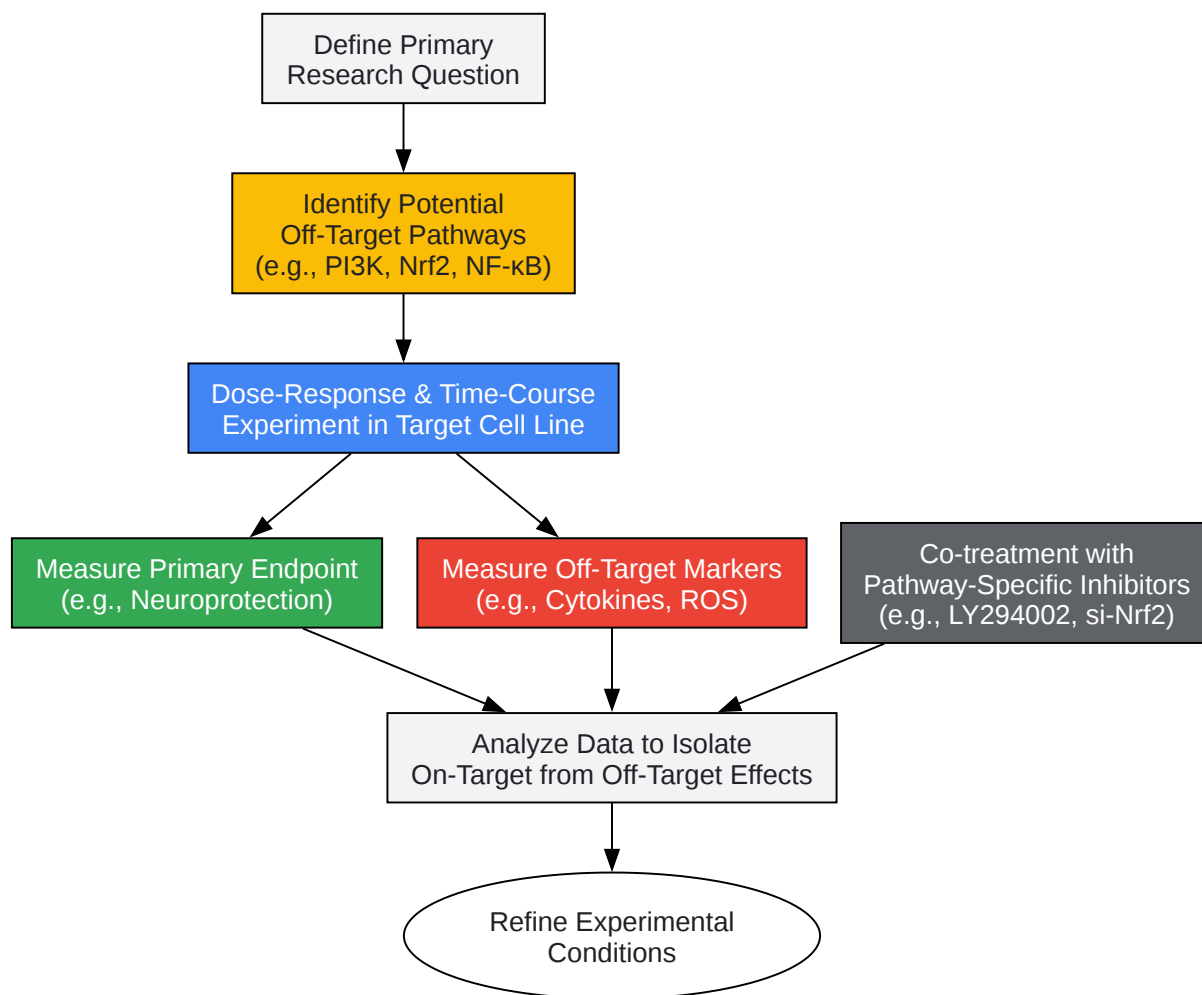 Define Primary
Research Question
Identify Potential
Off-Target Pathways
(e.g., PI3K, Nrf2, NF-κB)
Dose-Response & Time-Course
Experiment in Target Cell Line
Measure Primary Endpoint
(e.g., Neuroprotection)
Measure Off-Target Markers
(e.g., Cytokines, ROS)
Co-treatment with
Pathway-Specific Inhibitors
(e.g., LY294002, si-Nrf2)
Analyze Data to Isolate
On-Target from Off-Target Effects
Refine Experimental
Conditions